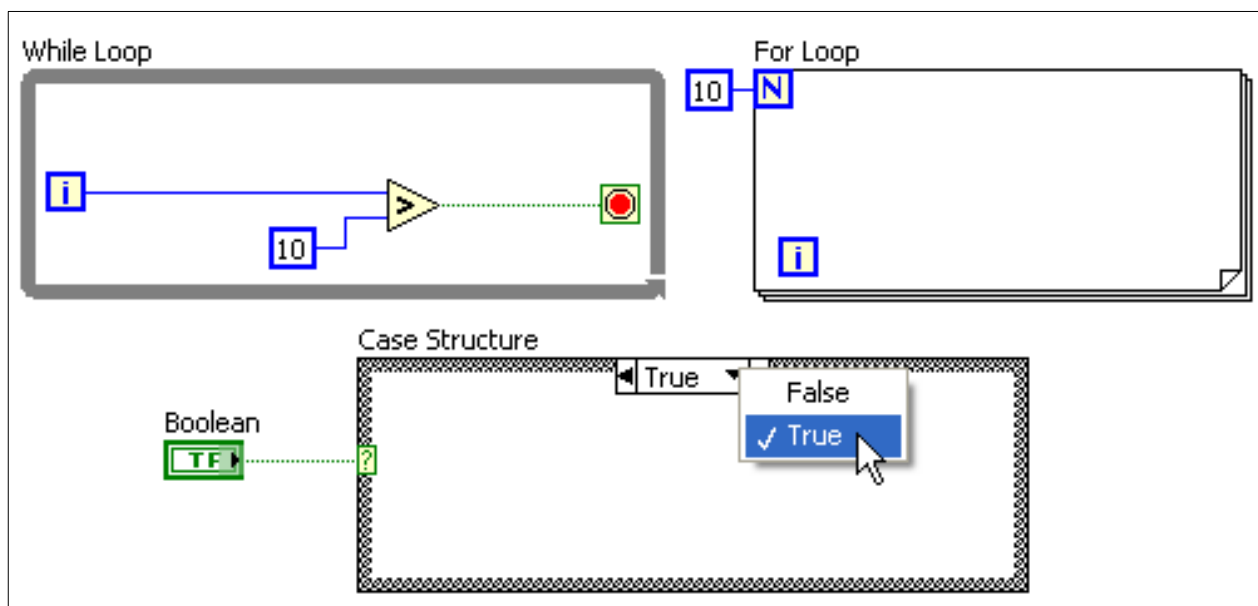 While Loop
For Loop
10
N
i
>
10
i
Case Structure
True
False
✓ True
Boolean
TF
?